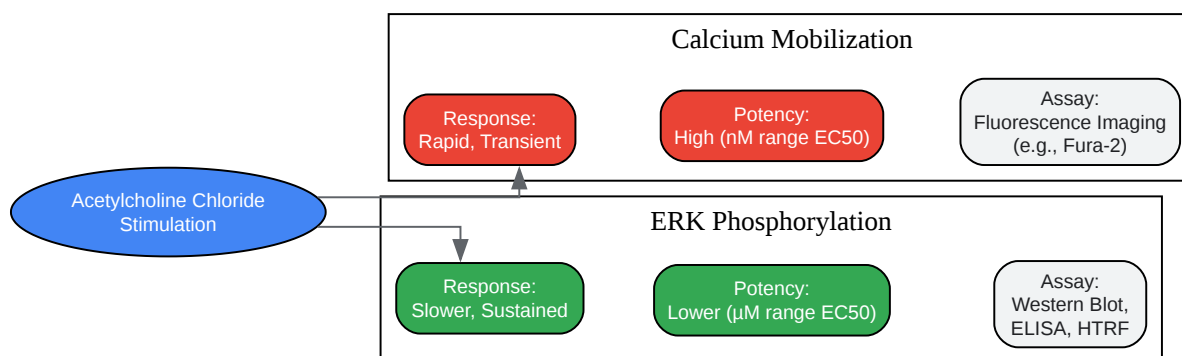 Calcium Mobilization
Response:
Rapid, Transient
Potency:
High (nM range EC50)
Assay:
Fluorescence Imaging
(e.g., Fura-2)
Acetylcholine Chloride
Stimulation
ERK Phosphorylation
Response:
Slower, Sustained
Potency:
Lower (µM range EC50)
Assay:
Western Blot,
ELISA, HTRF